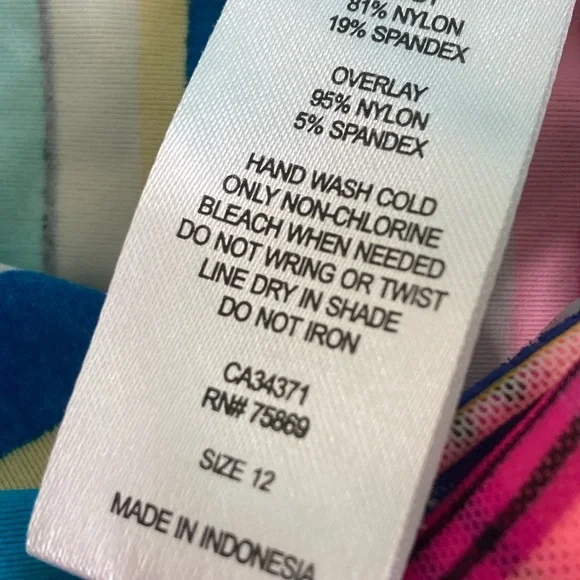 81% NYLON
19% SPANDEX
OVERLAY
95% NYLON
5% SPANDEX
HAND WASH COLD
ONLY NON-CHLORINE
BLEACH WHEN NEEDED
DO NOT WRING OR TWIST
LINE DRY IN SHADE
DO NOT IRON
CA34371
RN# 75869
SIZE 12
MADE IN INDONESIA